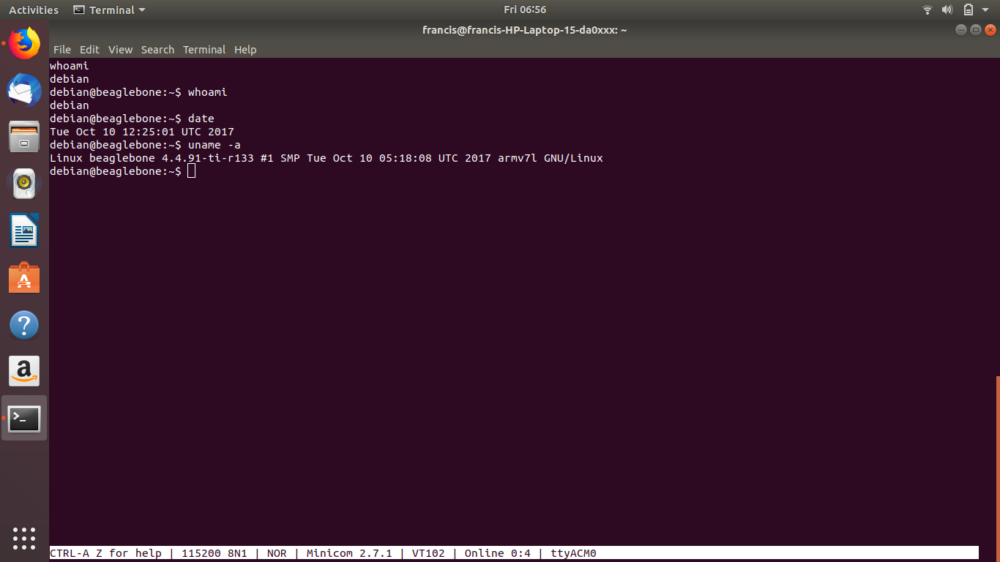 Activities Terminal Fri 06:56
francis@francis-HP-Laptop-15-da0xxx: ~
File Edit View Search Terminal Help
whoami
debian
debian@beaglebone:~$ whoami
debian
debian@beaglebone:~$ date
Tue Oct 10 12:25:01 UTC 2017
debian@beaglebone:~$ uname -a
Linux beaglebone 4.4.91-ti-r133 #1 SMP Tue Oct 10 05:18:08 UTC 2017 armv7l GNU/Linux
debian@beaglebone:~$
CTRL-A Z for help | 115200 8N1 | NOR | Minicom 2.7.1 | VT102 | Online 0:4 | ttyACM0